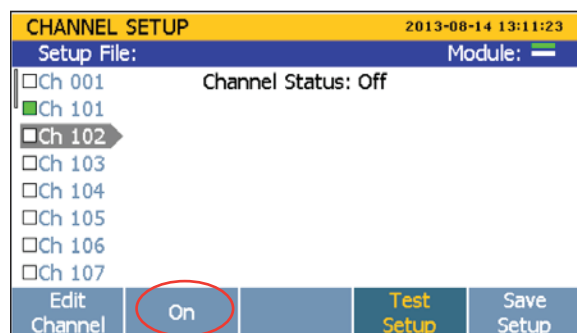 CHANNEL SETUP 2013-08-14 13:11:23
Setup File: Module:
Ch 001 Channel Status: Off
Ch 101
Ch 102
Ch 103
Ch 104
Ch 105
Ch 106
Ch 107
Edit Channel
On
Test Setup
Save Setup